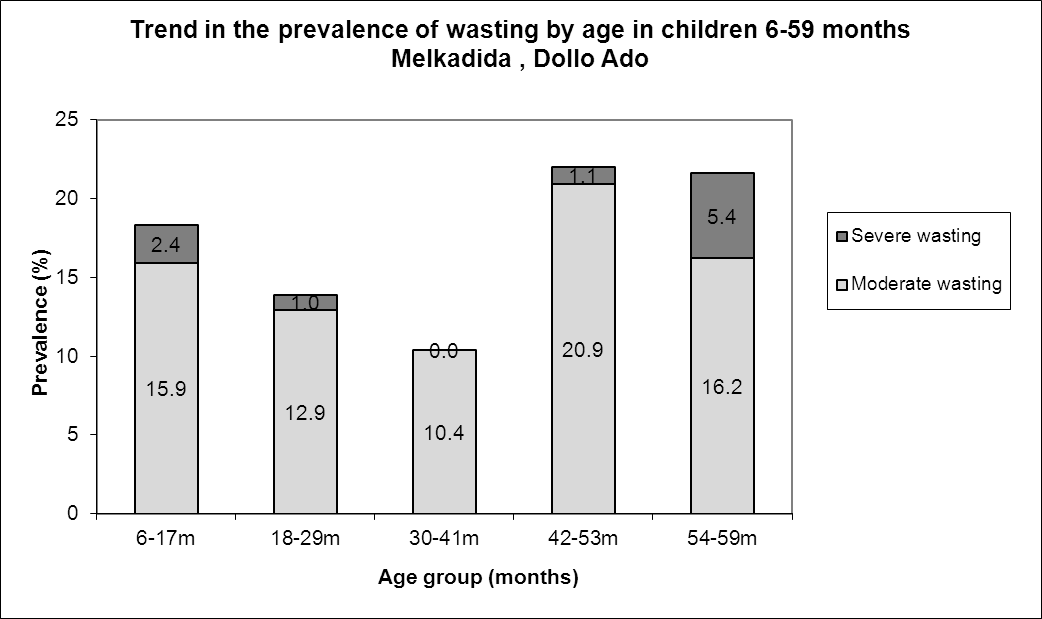 Trend in the prevalence of wasting by age in children 6-59 months
Melkadida , Dollo Ado
Prevalence (%)
25
20
15
10
5
0
2.4
15.9
1.0
12.9
0.0
10.4
1.1
20.9
5.4
16.2
6-17m
18-29m
30-41m
42-53m
54-59m
Age group (months)
Severe wasting
Moderate wasting